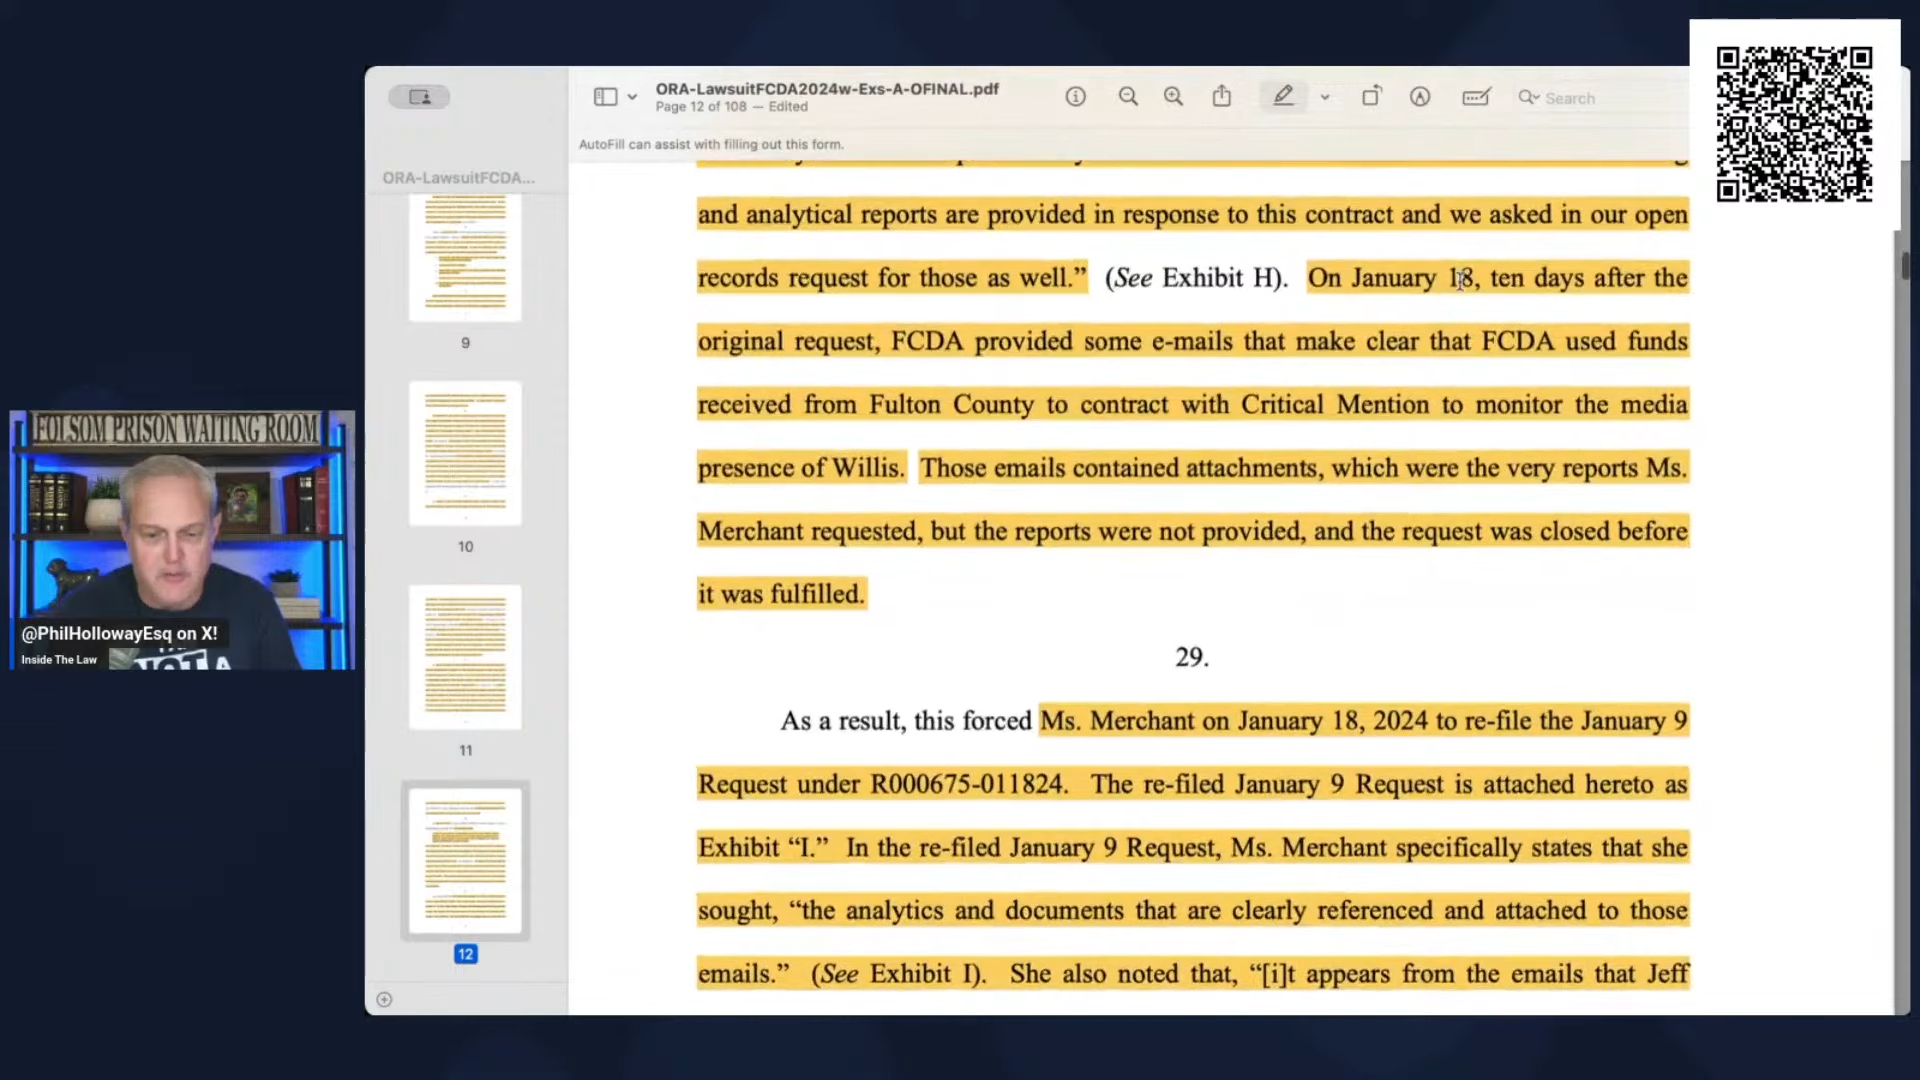 ORA-LawsuitFCDA2024w-Exs-A-OFINAL.pdf
Page 12 of 108 — Edited
Search
AutoFill can assist with filling out this form.
ORA-LawsuitFCDA...
9
10
11
12
and analytical reports are provided in response to this contract and we asked in our open
records request for those as well.” (See Exhibit H). On January 18, ten days after the
original request, FCDA provided some e-mails that make clear that FCDA used funds
received from Fulton County to contract with Critical Mention to monitor the media
presence of Willis. Those emails contained attachments, which were the very reports Ms.
Merchant requested, but the reports were not provided, and the request was closed before
it was fulfilled.
29.
As a result, this forced Ms. Merchant on January 18, 2024 to re-file the January 9
Request under R000675-011824. The re-filed January 9 Request is attached hereto as
Exhibit “I.” In the re-filed January 9 Request, Ms. Merchant specifically states that she
sought, “the analytics and documents that are clearly referenced and attached to those
emails.” (See Exhibit I). She also noted that, “[i]t appears from the emails that Jeff
FOLSOM PRISON WAITING ROOM
@PhilHollowayEsq on X!
Inside The Law